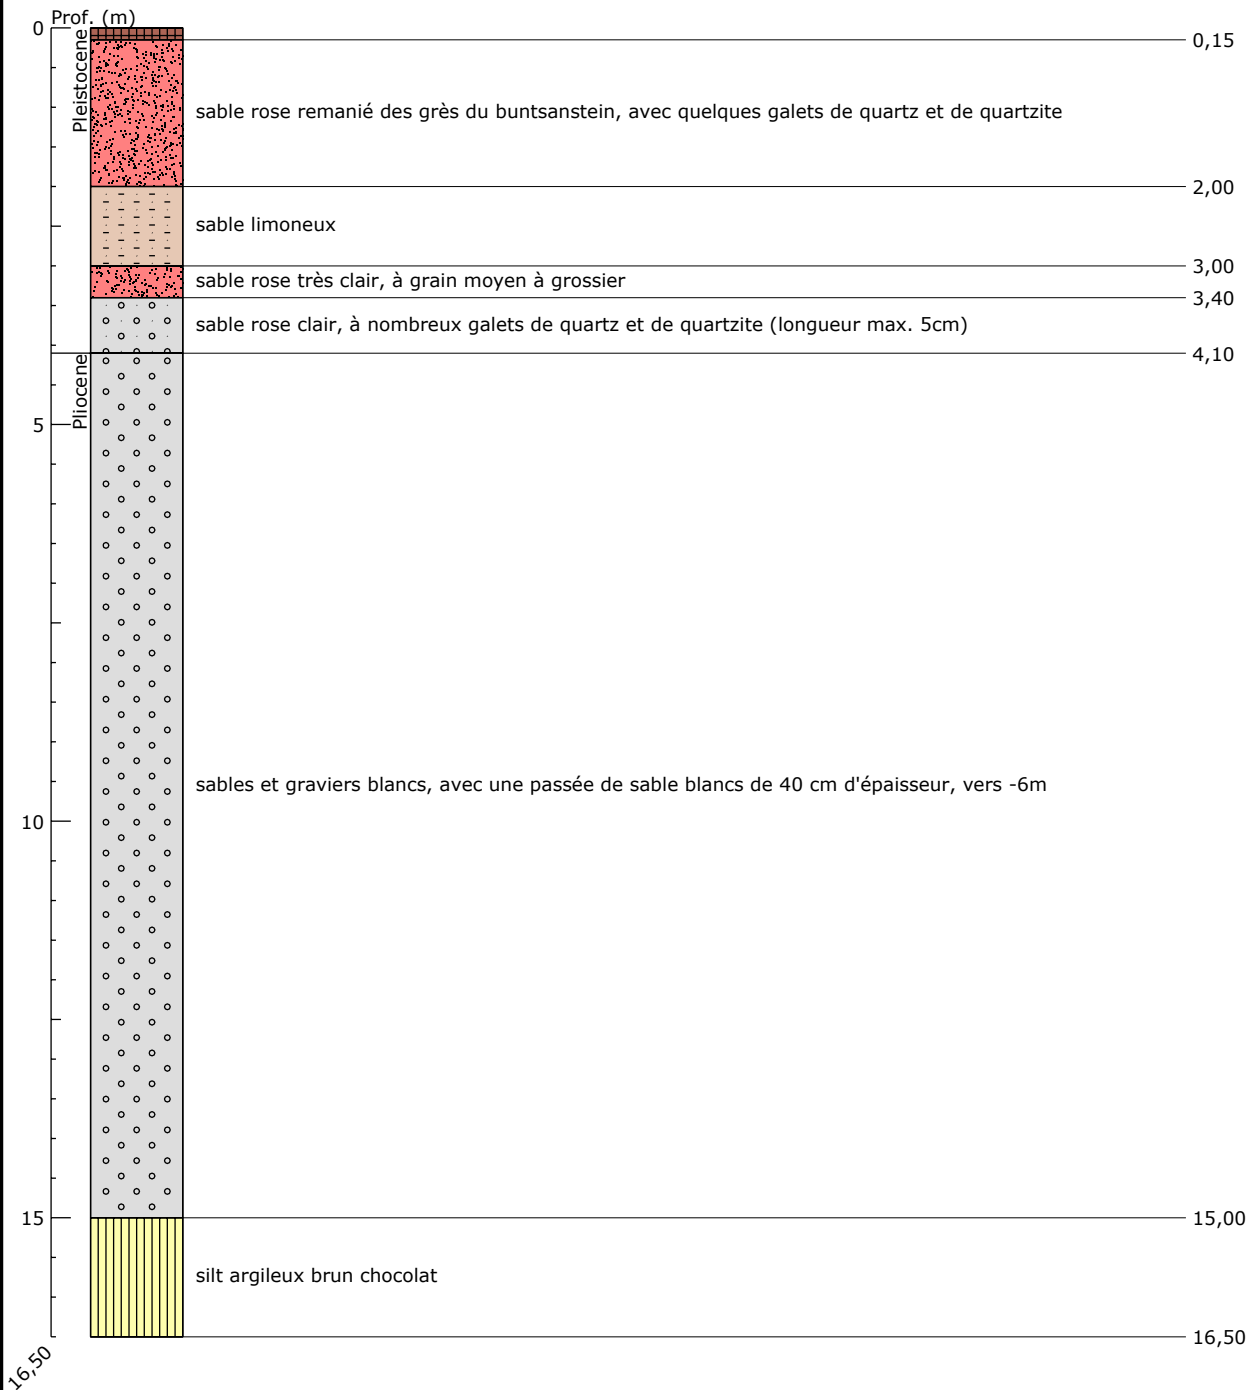 Prof. (m)
0
Pleistocene
0,15
sable rose remanié des grès du buntsanstein, avec quelques galets de quartz et de quartzite
2,00
sable limoneux
3,00
sable rose très clair, à grain moyen à grossier
3,40
sable rose clair, à nombreux galets de quartz et de quartzite (longueur max. 5cm)
4,10
Pliocene
5
sables et graviers blancs, avec une passée de sable blancs de 40 cm d'épaisseur, vers -6m
10
15
15,00
silt argileux brun chocolat
16,50
16,50